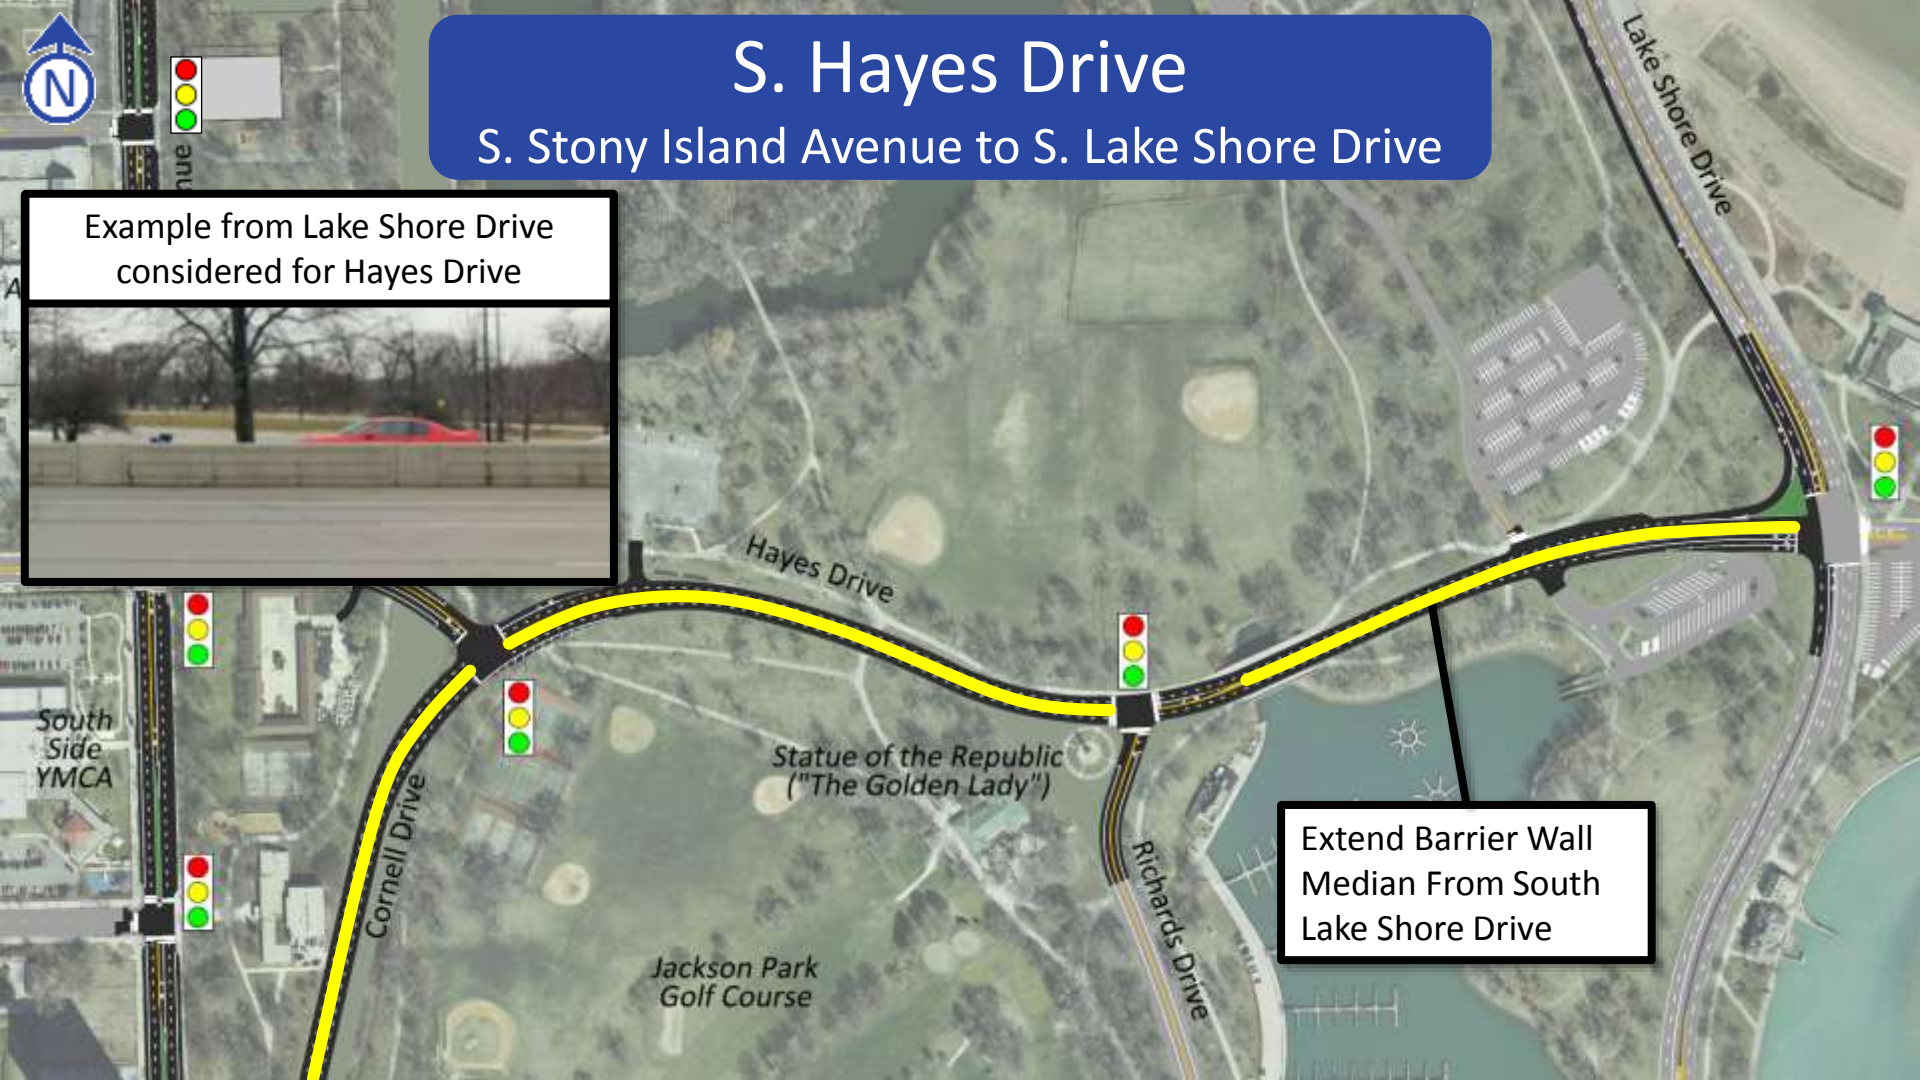 N
S. Hayes Drive
S. Stony Island Avenue to S. Lake Shore Drive
Lake Shore Drive
nue
Example from Lake Shore Drive
considered for Hayes Drive
A
Hayes Drive
South
Side
YMCA
Cornell Drive
Statue of the Republic
("The Golden Lady")
Richards Drive
Extend Barrier Wall
Median From South
Lake Shore Drive
Jackson Park
Golf Course